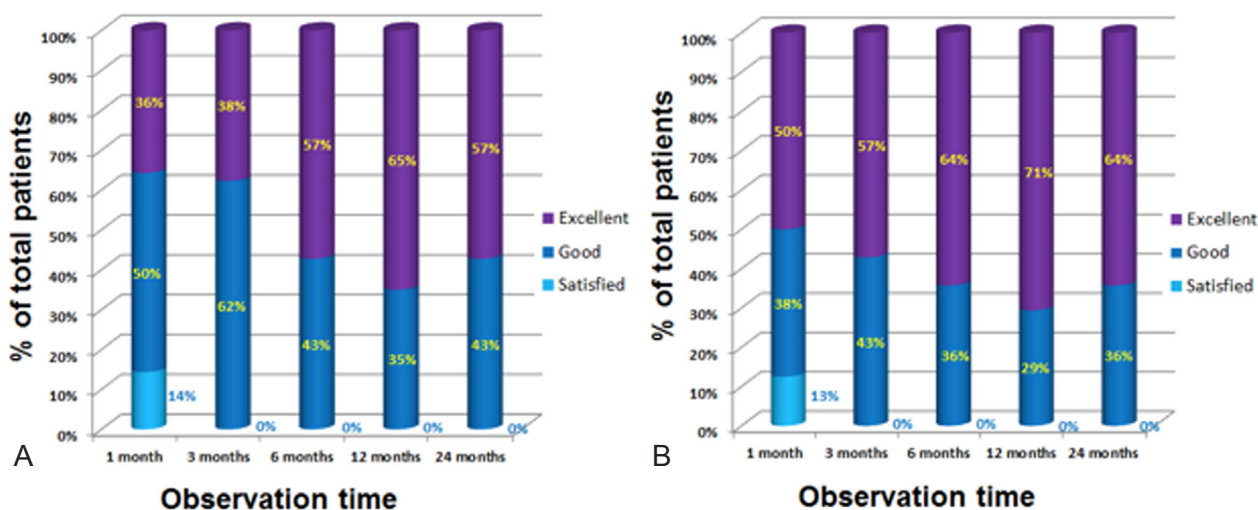 % of total patients
100%
90%
80%
70%
60%
50%
40%
30%
20%
10%
0%
36%
38%
57%
65%
57%
50%
62%
43%
35%
43%
14%
0%
0%
0%
0%
1 month
3 months
6 months
12 months
24 months
Observation time
Excellent
Good
Satisfied
A
% of total patients
100%
90%
80%
70%
60%
50%
40%
30%
20%
10%
0%
50%
57%
64%
71%
64%
38%
43%
36%
29%
36%
13%
0%
0%
0%
0%
1 month
3 months
6 months
12 months
24 months
Observation time
Excellent
Good
Satisfied
B